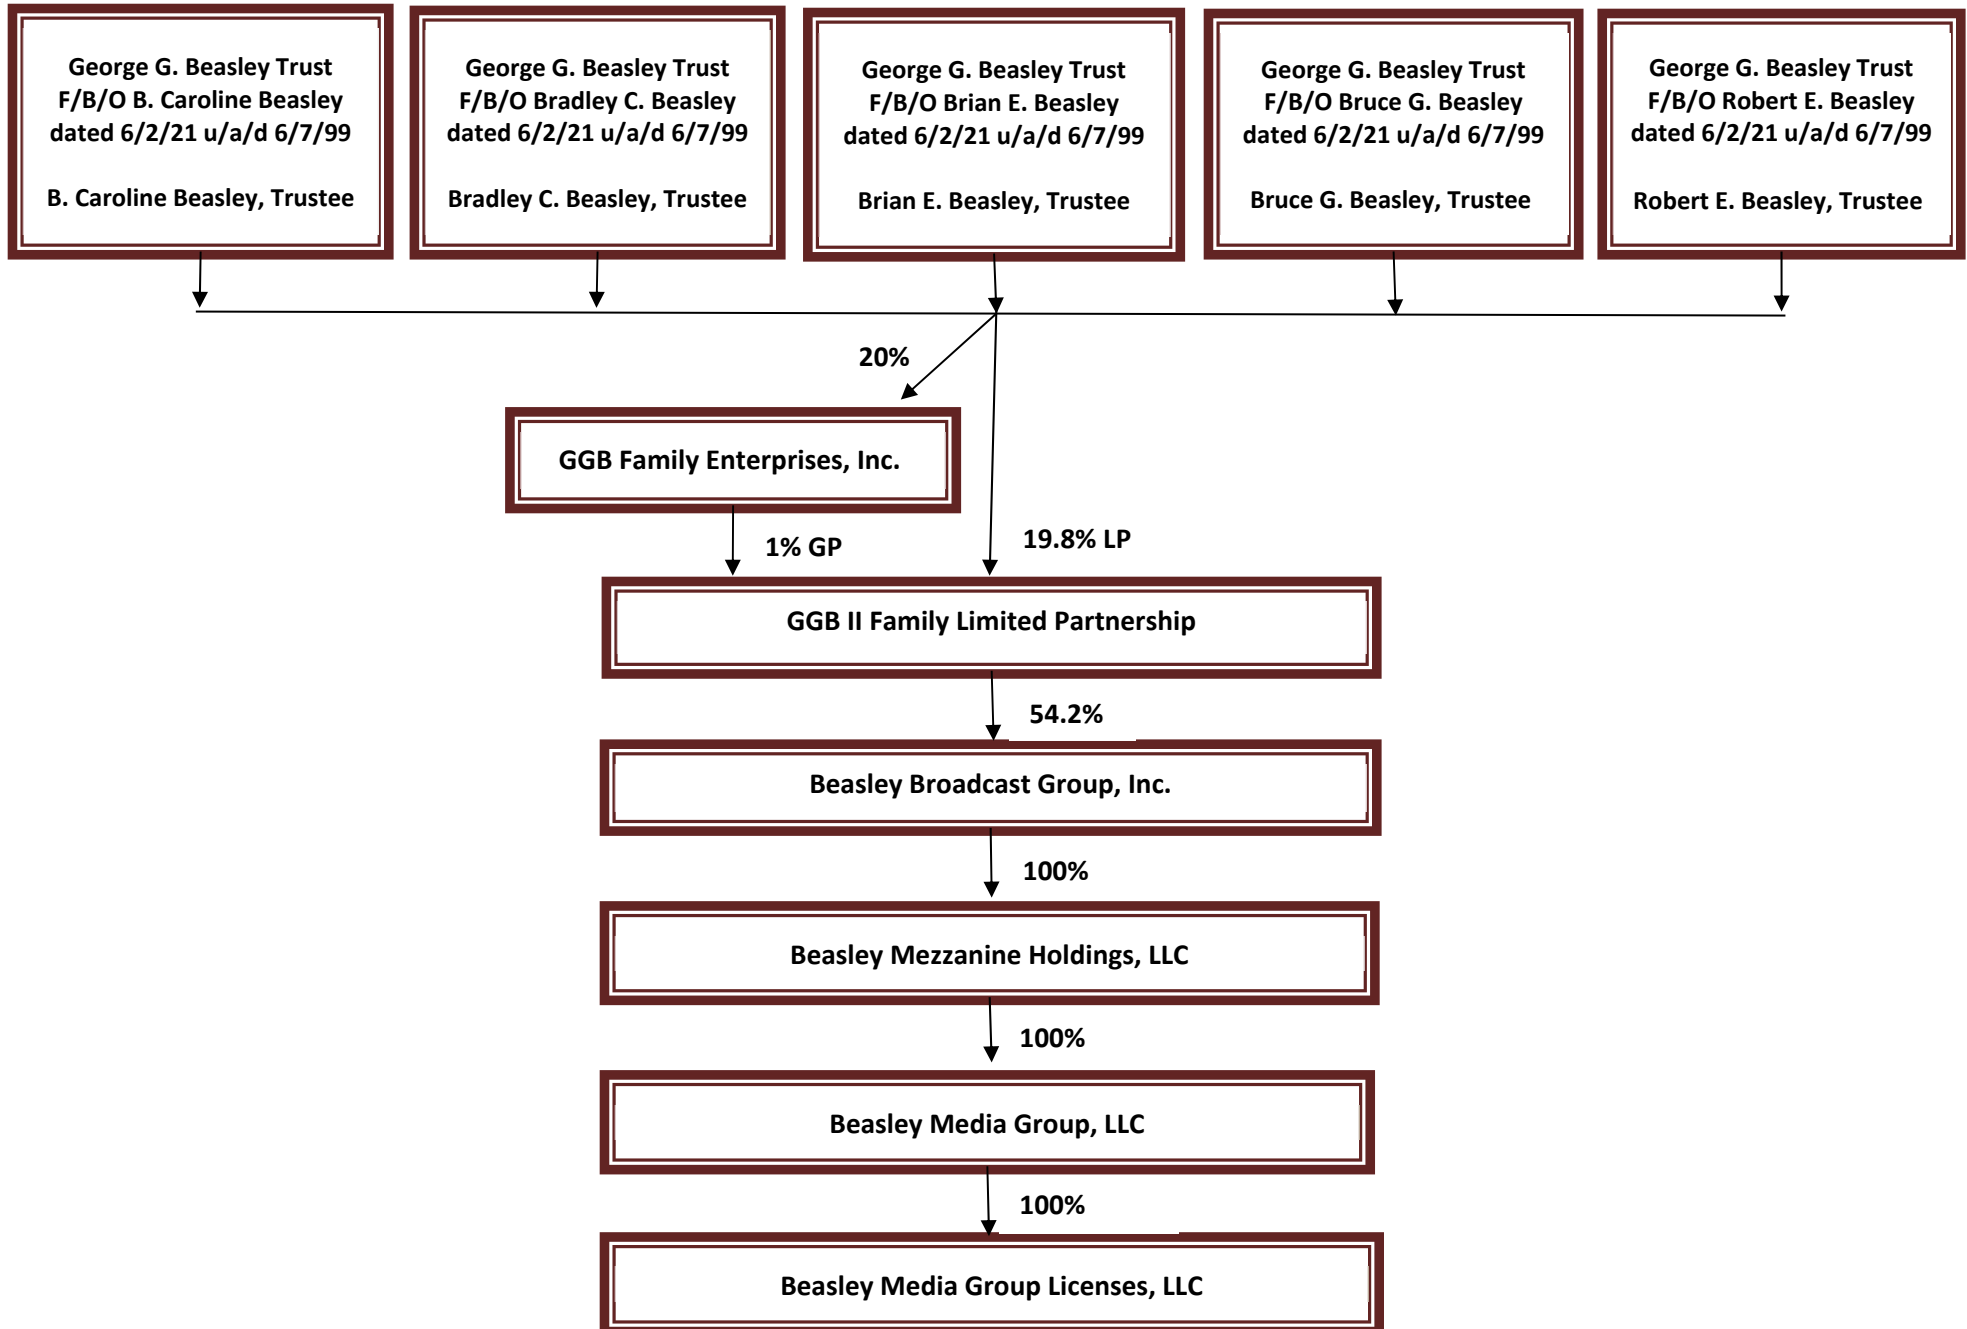 George G. Beasley Trust
F/B/O B. Caroline Beasley
dated 6/2/21 u/a/d 6/7/99
B. Caroline Beasley, Trustee
George G. Beasley Trust
F/B/O Bradley C. Beasley
dated 6/2/21 u/a/d 6/7/99
Bradley C. Beasley, Trustee
George G. Beasley Trust
F/B/O Brian E. Beasley
dated 6/2/21 u/a/d 6/7/99
Brian E. Beasley, Trustee
George G. Beasley Trust
F/B/O Bruce G. Beasley
dated 6/2/21 u/a/d 6/7/99
Bruce G. Beasley, Trustee
George G. Beasley Trust
F/B/O Robert E. Beasley
dated 6/2/21 u/a/d 6/7/99
Robert E. Beasley, Trustee
20%
GGB Family Enterprises, Inc.
1% GP
19.8% LP
GGB II Family Limited Partnership
54.2%
Beasley Broadcast Group, Inc.
100%
Beasley Mezzanine Holdings, LLC
100%
Beasley Media Group, LLC
100%
Beasley Media Group Licenses, LLC